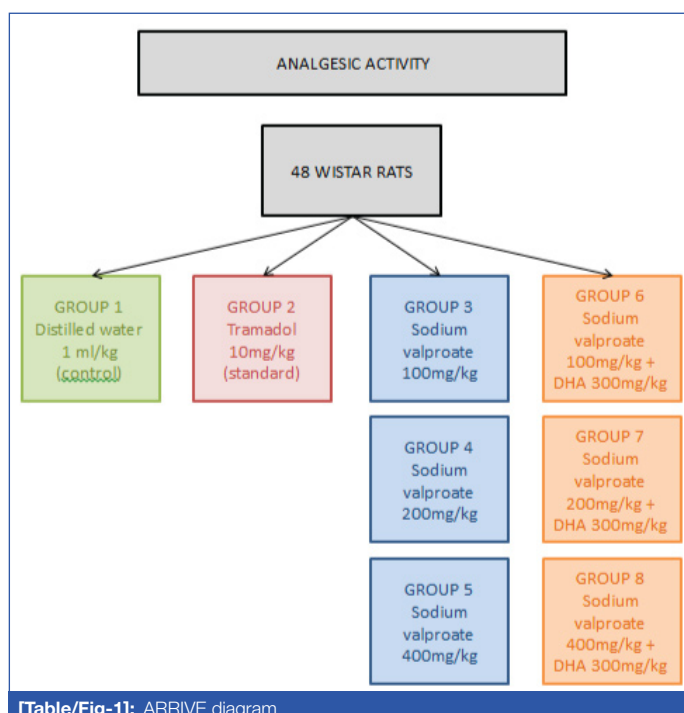 ANALGESIC ACTIVITY
48 WISTAR RATS
GROUP 1
Distilled water
1 ml/kg
(control)
GROUP 2
Tramadol
10mg/kg
(standard)
GROUP 3
Sodium
valproate
100mg/kg
GROUP 6
Sodium
valproate
100mg/kg +
DHA 300mg/kg
GROUP 4
Sodium
valproate
200mg/kg
GROUP 7
Sodium
valproate
200mg/kg +
DHA 300mg/kg
GROUP 5
Sodium
valproate
400mg/kg
GROUP 8
Sodium
valproate
400mg/kg +
DHA 300mg/kg
[Table/Fig-1]: ARRIVE diagram